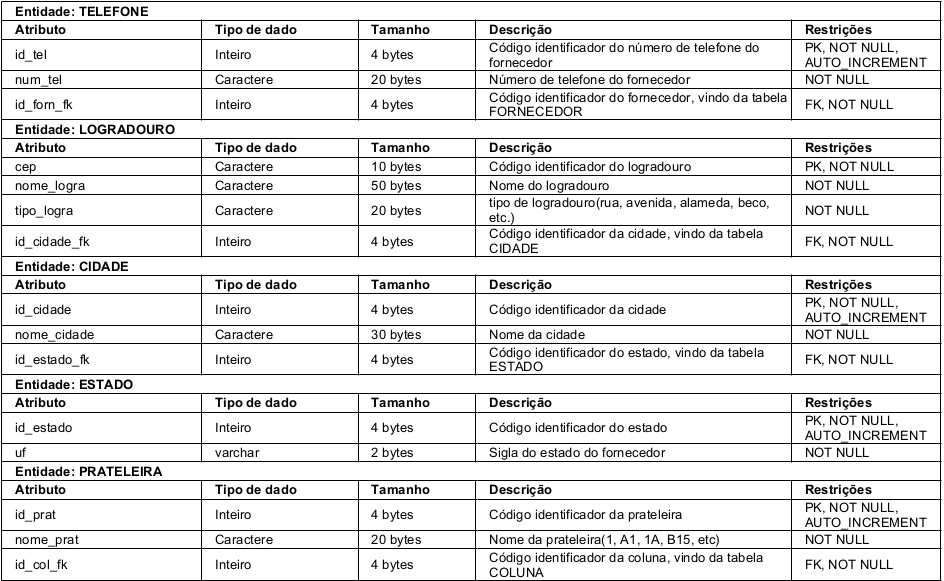 Entidade: TELEFONE
Atributo Tipo de dado Tamanho Descrição Restrições
id_tel Inteiro 4 bytes Código identificador do número de telefone do fornecedor PK, NOT NULL, AUTO_INCREMENT
num_tel Caractere 20 bytes Número de telefone do fornecedor NOT NULL
id_forn_fk Inteiro 4 bytes Código identificador do fornecedor, vindo da tabela FORNECEDOR FK, NOT NULL
Entidade: LOGRADOURO
Atributo Tipo de dado Tamanho Descrição Restrições
cep Caractere 10 bytes Código identificador do logradouro PK, NOT NULL
nome_logra Caractere 50 bytes Nome do logradouro NOT NULL
tipo_logra Caractere 20 bytes tipo de logradouro(rua, avenida, alameda, beco, etc.) NOT NULL
id_cidade_fk Inteiro 4 bytes Código identificador da cidade, vindo da tabela CIDADE FK, NOT NULL
Entidade: CIDADE
Atributo Tipo de dado Tamanho Descrição Restrições
id_cidade Inteiro 4 bytes Código identificador da cidade PK, NOT NULL, AUTO_INCREMENT
nome_cidade Caractere 30 bytes Nome da cidade NOT NULL
id_estado_fk Inteiro 4 bytes Código identificador do estado, vindo da tabela ESTADO FK, NOT NULL
Entidade: ESTADO
Atributo Tipo de dado Tamanho Descrição Restrições
id_estado Inteiro 4 bytes Código identificador do estado PK, NOT NULL, AUTO_INCREMENT
uf varchar 2 bytes Sigla do estado do fornecedor NOT NULL
Entidade: PRATELEIRA
Atributo Tipo de dado Tamanho Descrição Restrições
id_prat Inteiro 4 bytes Código identificador da prateleira PK, NOT NULL, AUTO_INCREMENT
nome_prat Caractere 20 bytes Nome da prateleira(1, A1, 1A, B15, etc) NOT NULL
id_col_fk Inteiro 4 bytes Código identificador da coluna, vindo da tabela COLUNA FK, NOT NULL